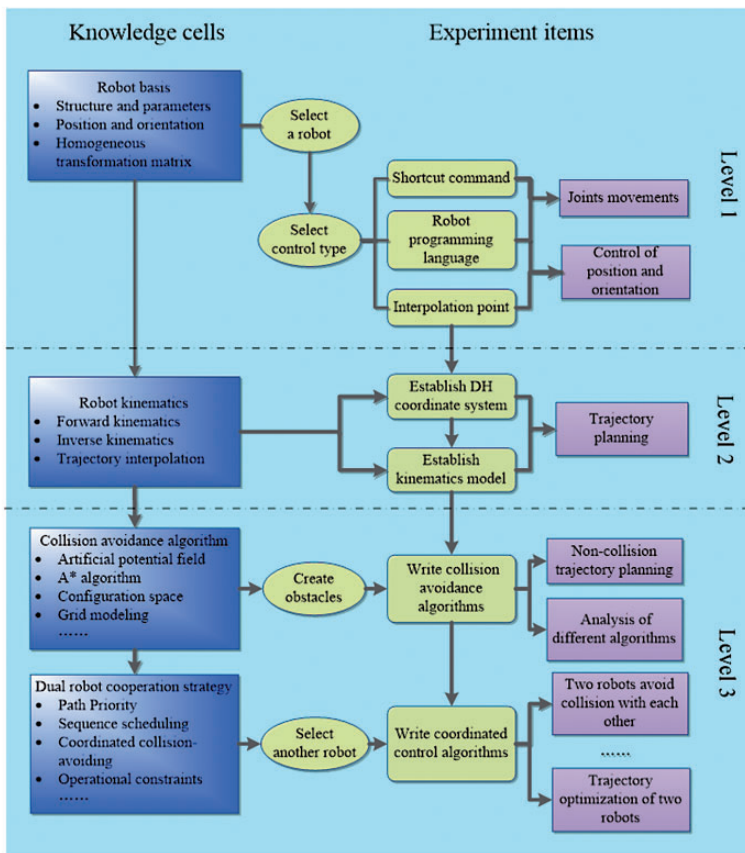 Knowledge cells
Experiment items
Robot basis
• Structure and parameters
• Position and orientation
• Homogeneous
transformation matrix
Select
a robot
Select
control type
Shortcut command
Robot
programming
language
Interpolation point
Joints movements
Control of
position and
orientation
Level 1
Robot kinematics
• Forward kinematics
• Inverse kinematics
• Trajectory interpolation
Establish DH
coordinate system
Establish
kinematics model
Trajectory
planning
Level 2
Collision avoidance algorithm
• Artificial potential field
• A* algorithm
• Configuration space
• Grid modeling
......
Create
obstacles
Write collision
avoidance
algorithms
Non-collision
trajectory planning
Analysis of
different algorithms
Level 3
Dual robot cooperation strategy
• Path Priority
• Sequence scheduling
• Coordinated collision-
avoiding
• Operational constraints
......
Select
another robot
Write coordinated
control algorithms
Two robots avoid
collision with each
other
......
Trajectory
optimization of two
robots